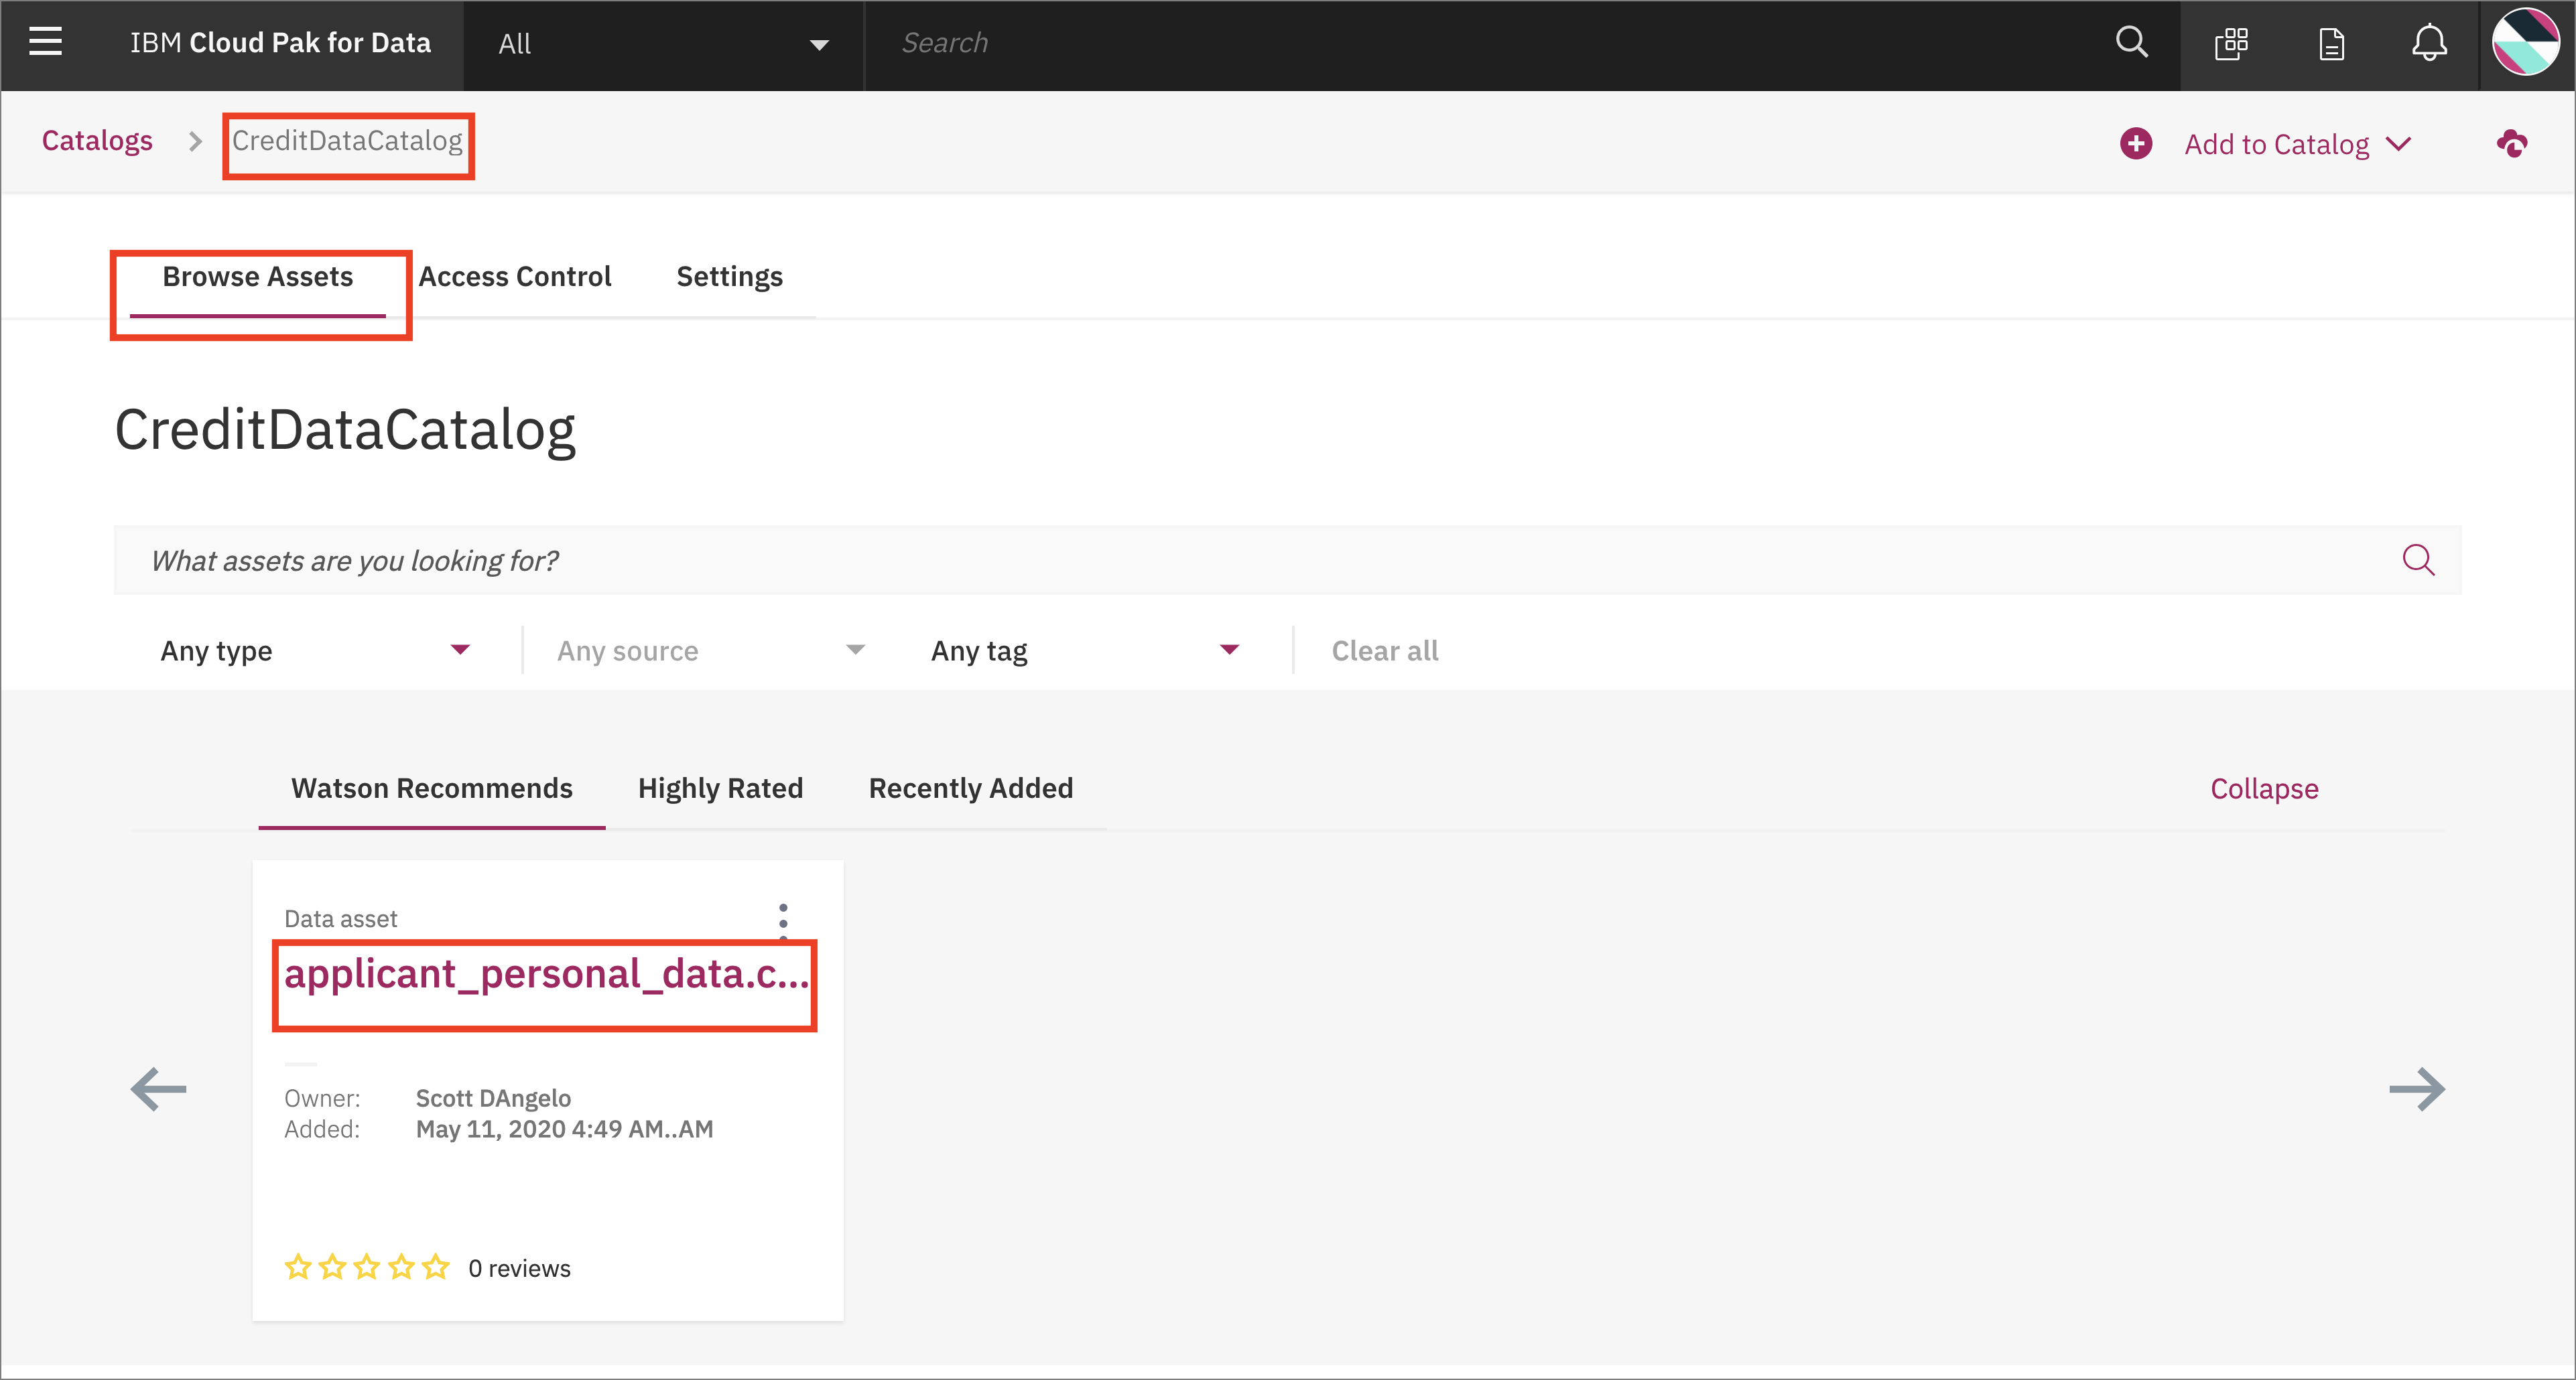 IBM Cloud Pak for Data
All
Search
Catalogs
CreditDataCatalog
Add to Catalog
Browse Assets
Access Control
Settings
CreditDataCatalog
What assets are you looking for?
Any type
Any source
Any tag
Clear all
Watson Recommends
Highly Rated
Recently Added
Collapse
Data asset
applicant_personal_data.c...
Owner: Scott DAngelo
Added: May 11, 2020 4:49 AM..AM
0 reviews